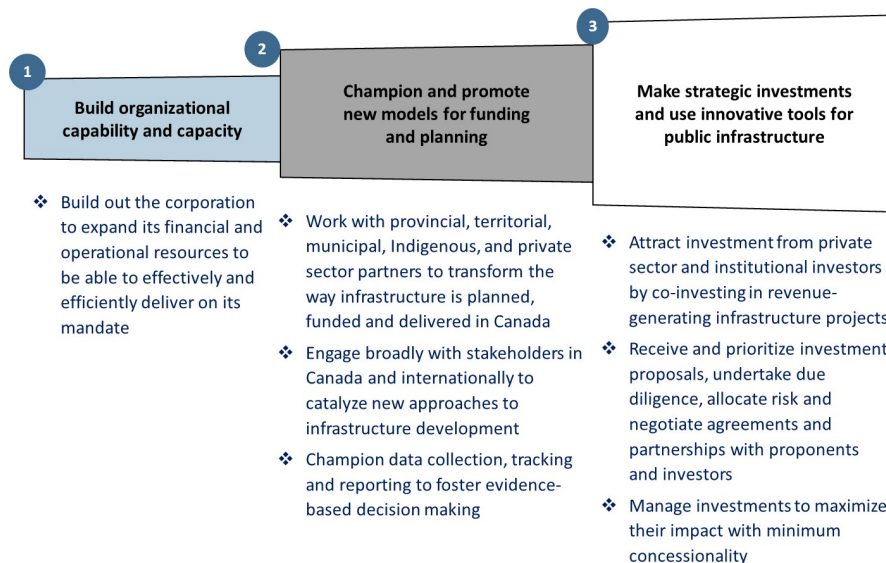 1
Build organizational
capability and capacity
❖ Build out the corporation
to expand its financial and
operational resources to
be able to effectively and
efficiently deliver on its
mandate
2
Champion and promote
new models for funding
and planning
❖ Work with provincial, territorial,
municipal, Indigenous, and private
sector partners to transform the
way infrastructure is planned,
funded and delivered in Canada
❖ Engage broadly with stakeholders in
Canada and internationally to
catalyze new approaches to
infrastructure development
❖ Champion data collection, tracking
and reporting to foster evidence-
based decision making
3
Make strategic investments
and use innovative tools for
public infrastructure
❖ Attract investment from private
sector and institutional investors
by co-investing in revenue-
generating infrastructure projects
❖ Receive and prioritize investment
proposals, undertake due
diligence, allocate risk and
negotiate agreements and
partnerships with proponents
and investors
❖ Manage investments to maximize
their impact with minimum
concessionality